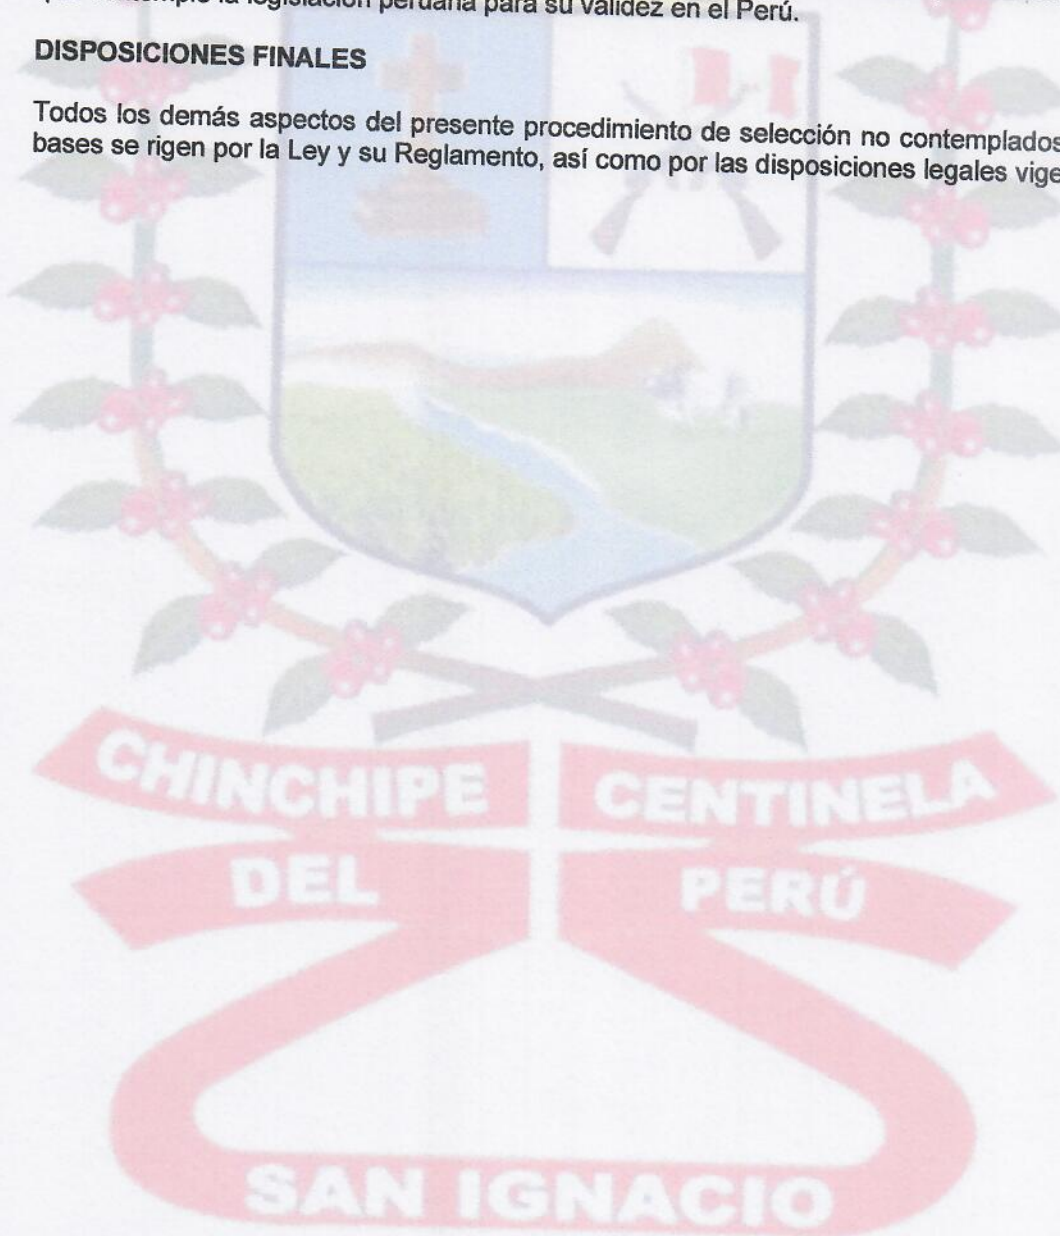 la legislación peruana para su validez en el Perú.
DISPOSICIONES FINALES
Todos los demás aspectos del presente procedimiento de selección no contemplados
bases se rigen por la Ley y su Reglamento, así como por las disposiciones legales vige
CHINCHIPE CENTINELA
DEL PERÚ
SAN IGNACIO